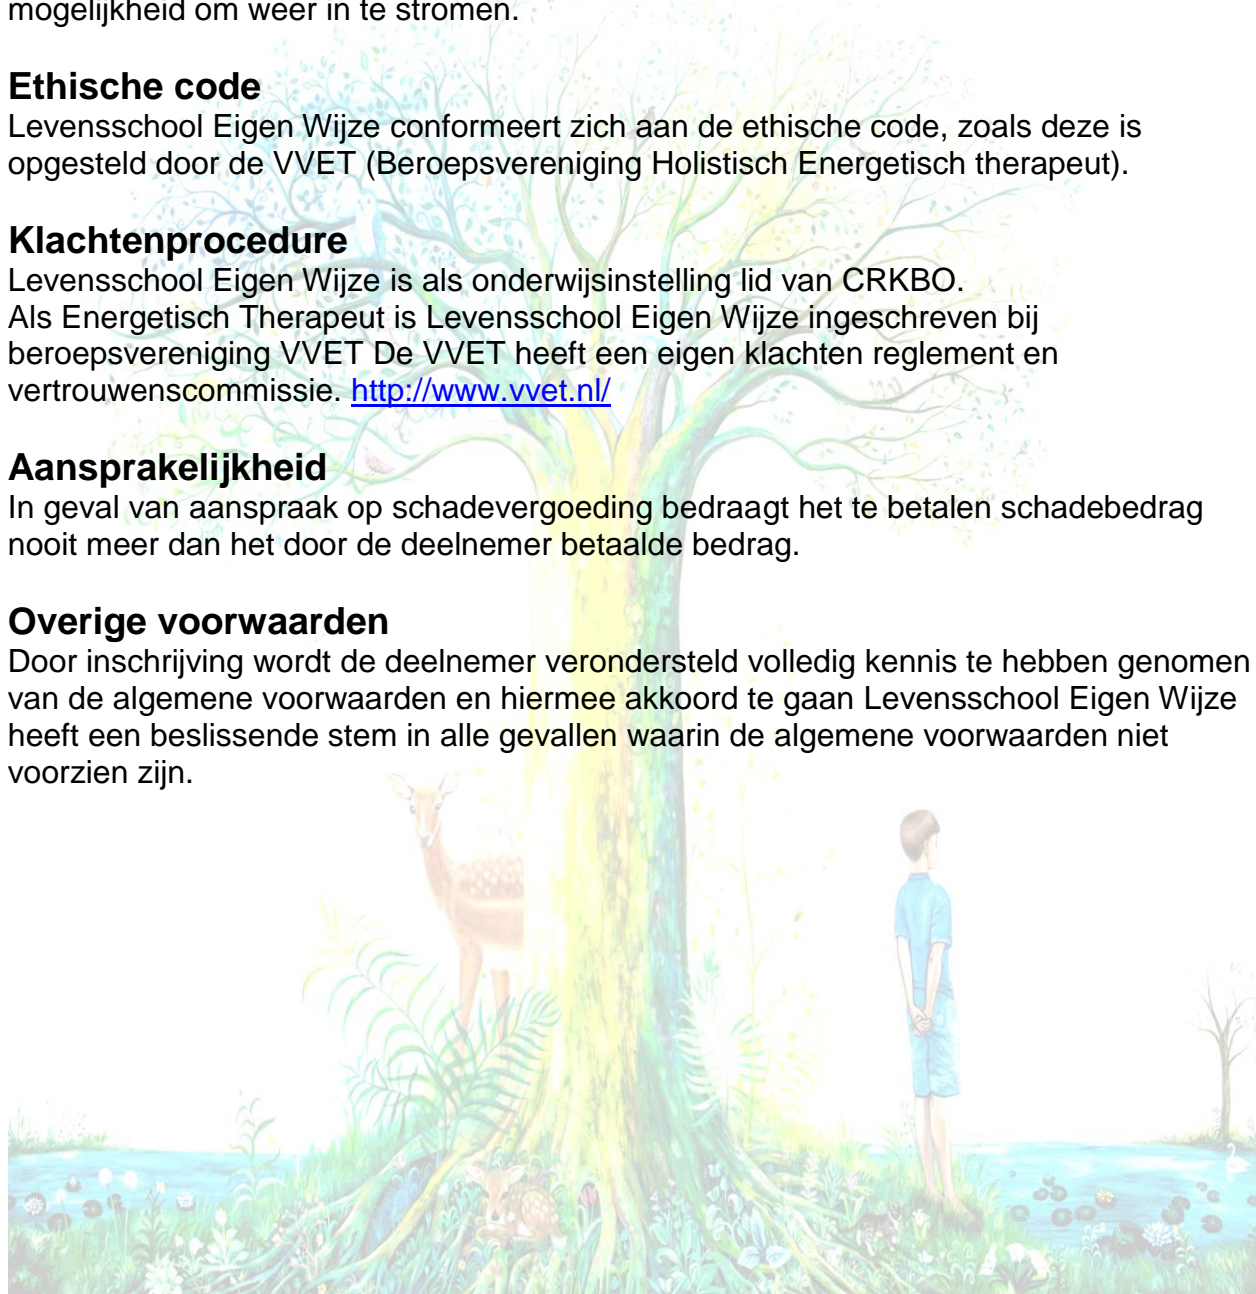 mogelijkheid om weer in te stromen.
Ethische code
Levensschool Eigen Wijze conformeert zich aan de ethische code, zoals deze is
opgesteld door de VVET (Beroepsvereniging Holistisch Energetisch therapeut).
Klachtenprocedure
Levensschool Eigen Wijze is als onderwijsinstelling lid van CRKBO.
Als Energetisch Therapeut is Levensschool Eigen Wijze ingeschreven bij
beroepsvereniging VVET De VVET heeft een eigen klachten reglement en
vertrouwenscommissie. http://www.vvet.nl/
Aansprakelijkheid
In geval van aanspraak op schadevergoeding bedraagt het te betalen schadebedrag
nooit meer dan het door de deelnemer betaalde bedrag.
Overige voorwaarden
Door inschrijving wordt de deelnemer verondersteld volledig kennis te hebben genomen
van de algemene voorwaarden en hiermee akkoord te gaan Levensschool Eigen Wijze
heeft een beslissende stem in alle gevallen waarin de algemene voorwaarden niet
voorzien zijn.